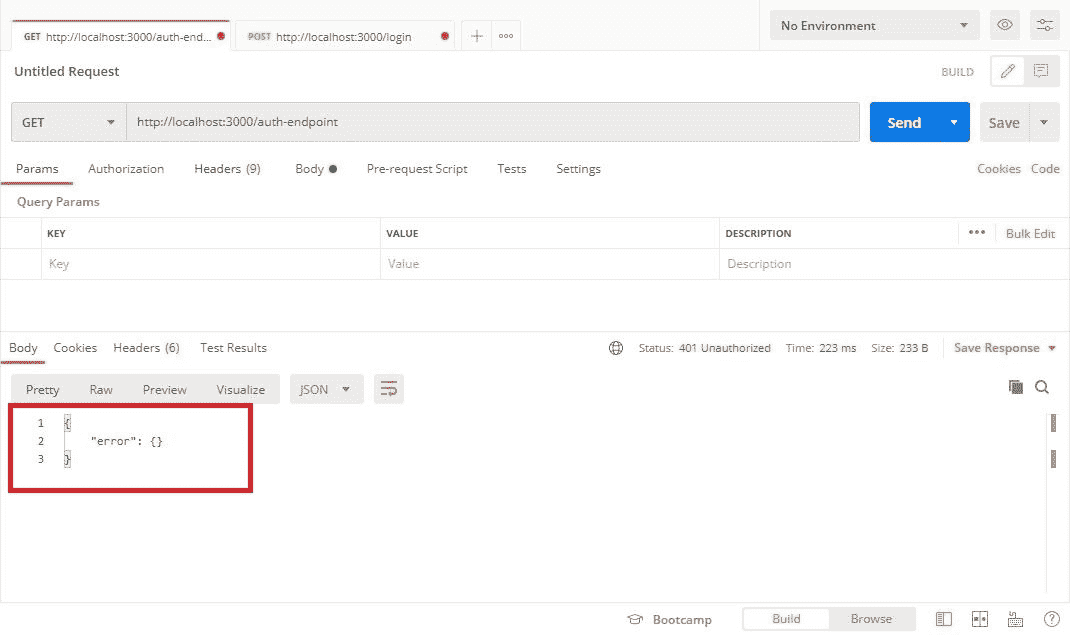 GET http://localhost:3000/auth-end... POST http://localhost:3000/login No Environment
Untitled Request BUILD
GET http://localhost:3000/auth-endpoint Send Save
Params Authorization Headers (9) Body Pre-request Script Tests Settings Cookies Code
Query Params
KEY VALUE DESCRIPTION Bulk Edit
Key Value Description
Body Cookies Headers (6) Test Results Status: 401 Unauthorized Time: 223 ms Size: 233 B Save Response
Pretty Raw Preview Visualize JSON
1 {
2 "error": {}
3 }
Bootcamp Build Browse